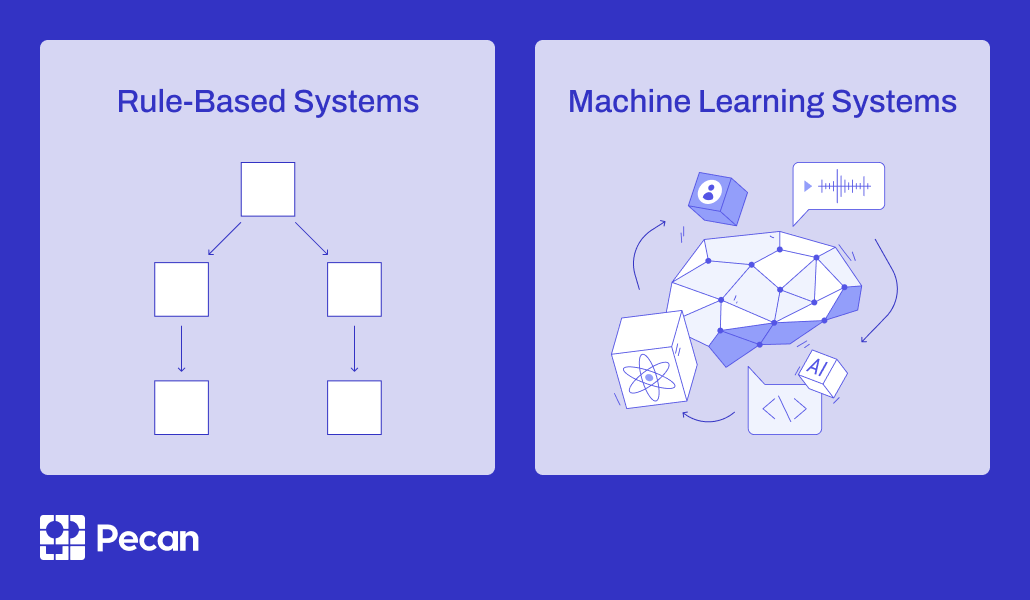 Rule-Based Systems
Machine Learning Systems
AI
</>
Pecan